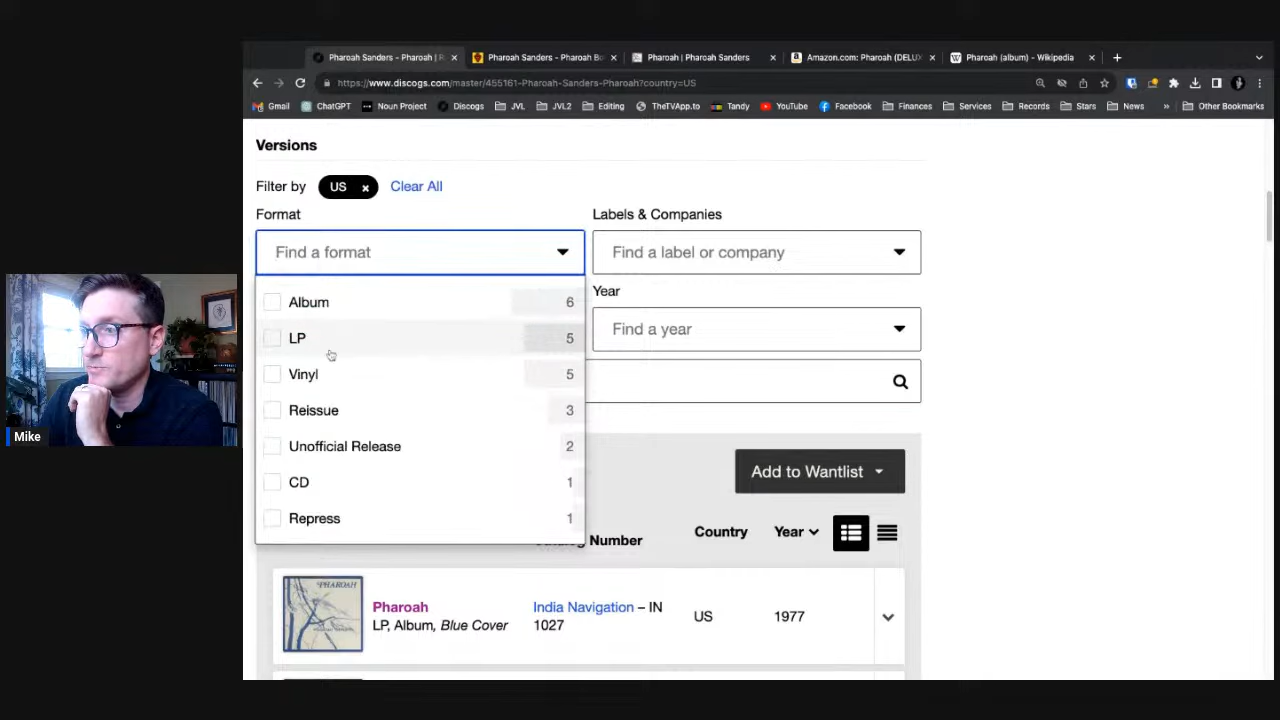 Pharoah Sanders - Pharoah | R
Pharoah Sanders - Pharoah Bo
Pharoah | Pharoah Sanders
Amazon.com: Pharoah (DELUX
Pharoah (album) - Wikipedia
https://www.discogs.com/master/455161-Pharoah-Sanders-Pharoah?country=US
Gmail ChatGPT Noun Project Discogs JVL JVL2 Editing TheTVApp.to Tandy YouTube Facebook Finances Services Records Stars News » Other Bookmarks
Versions
Filter by US x Clear All
Format
Labels & Companies
Find a format
Find a label or company
Album 6
Year
LP 5
Find a year
Vinyl 5
Reissue 3
Unofficial Release 2
CD 1
Add to Wantlist
Repress 1
Number
Country
Year
PHAROAH
Pharoah
LP, Album, Blue Cover
India Navigation – IN
1027
US
1977
Mike